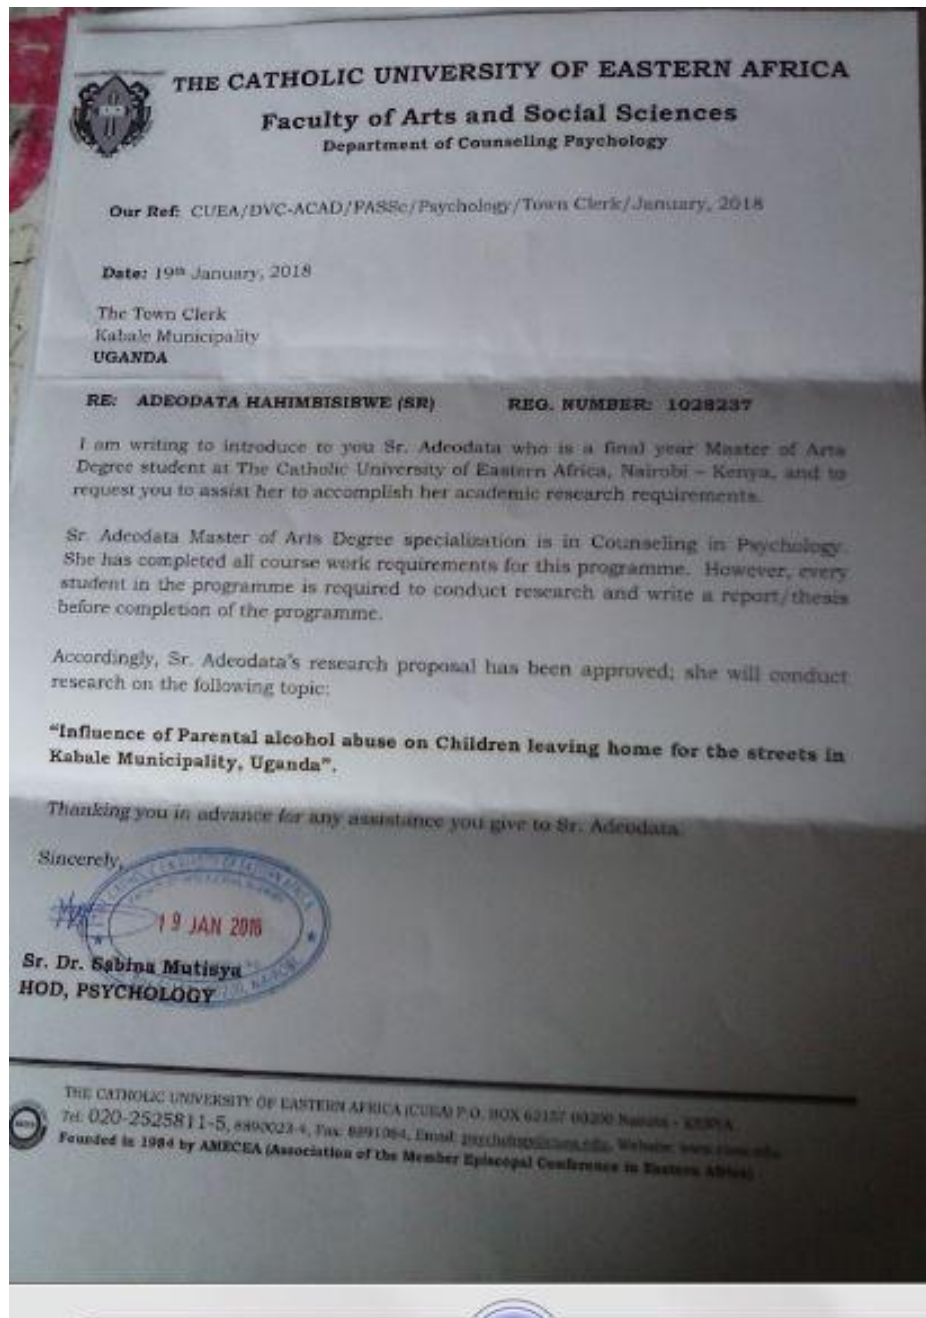 THE CATHOLIC UNIVERSITY OF EASTERN AFRICA
Faculty of Arts and Social Sciences
Department of Counseling Psychology
Our Ref: CUEA/DVC-ACAD/FASSc/Psychology/Town Clerk/January, 2018
Date: 19th January, 2018
The Town Clerk
Kabale Municipality
UGANDA
RE: ADEODATA HAHIMBISIBWE (SR) REG. NUMBER: 1028237
I am writing to introduce to you Sr. Adeodata who is a final year Master of Arts
Degree student at The Catholic University of Eastern Africa, Nairobi – Kenya, and to
request you to assist her to accomplish her academic research requirements.
Sr. Adeodata Master of Arts Degree specialization is in Counseling in Psychology.
She has completed all course work requirements for this programme. However, every
student in the programme is required to conduct research and write a report/thesis
before completion of the programme.
Accordingly, Sr. Adeodata's research proposal has been approved; she will conduct
research on the following topic:
“Influence of Parental alcohol abuse on Children leaving home for the streets in
Kabale Municipality, Uganda”.
Thanking you in advance for any assistance you give to Sr. Adeodata.
Sincerely,
19 JAN 2018
Sr. Dr. Sabina Mutisya
HOD, PSYCHOLOGY
THE CATHOLIC UNIVERSITY OF EASTERN AFRICA (CUEA) P.O. BOX 62157 00200 Nairobi - KENYA
Tel: 020-2525811-5, 8890023-4, Fax: 8891084, Email:
Founded in 1984 by AMECEA (Association of the Member Episcopal Conference in Eastern Africa)